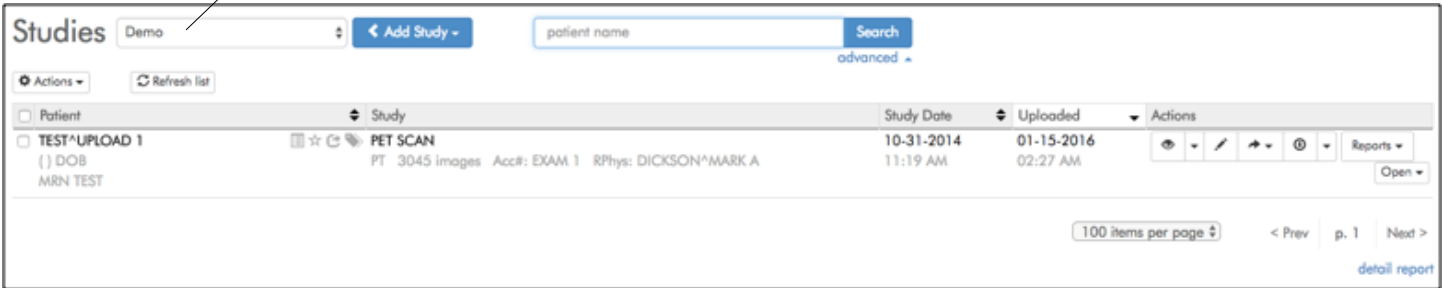 Studies Demo Add Study patient name Search
advanced
Actions Refresh list
Patient Study Study Date Uploaded Actions
TEST^UPLOAD 1 PET SCAN 10-31-2014 01-15-2016 Reports
( ) DOB PT 3045 images Acc#: EXAM 1 RPhys: DICKSON^MARK A 11:19 AM 02:27 AM Open
MRN TEST
100 items per page < Prev p. 1 Next >
detail report